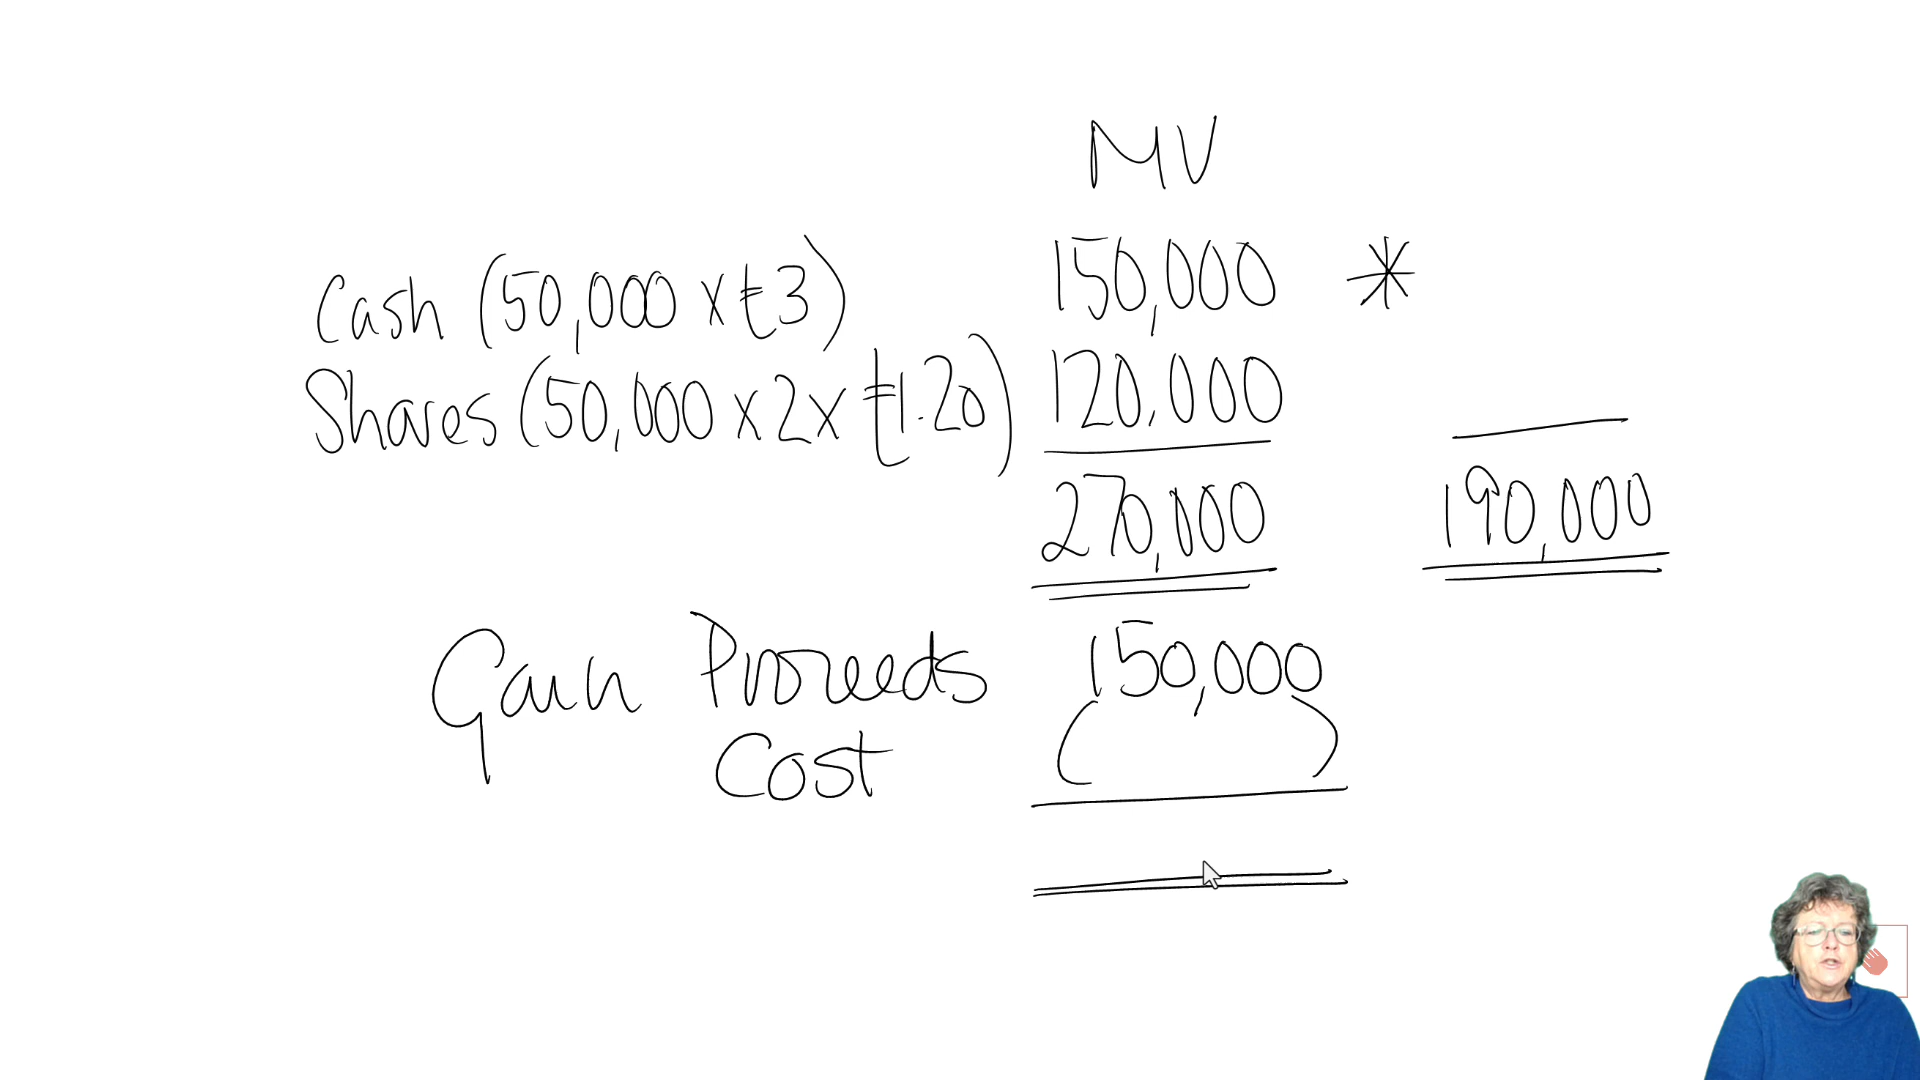 MV
Cash (50,000 x £3) 150,000 *
Shares (50,000 x 2 x £1.20) 120,000
270,000 190,000
Gain Proceeds 150,000
Cost ( )